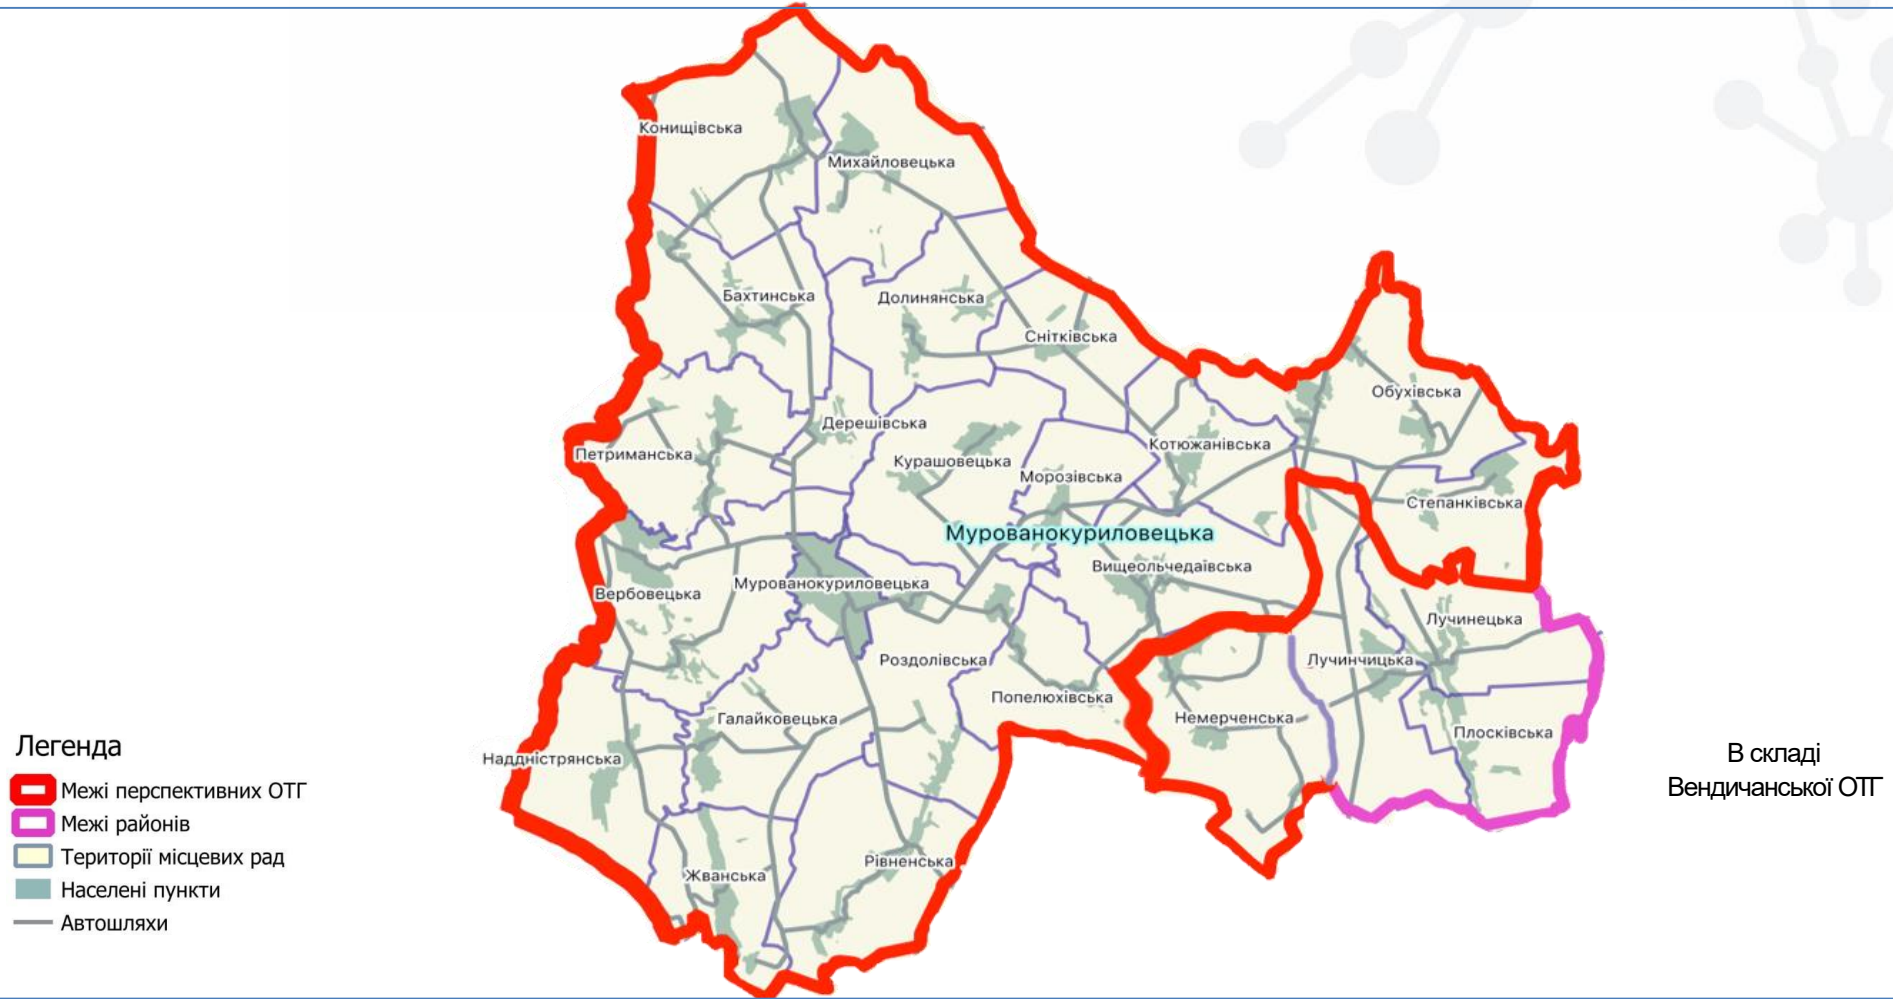 Конищівська
Михайловецька
Бахтинська
Долинянська
Снітківська
Обухівська
Дерешівська
Котюжанівська
Петриманська
Курашовецька
Морозівська
Степанківська
Мурованокуриловецька
Вищеольчедаївська
Мурованокуриловецька
Вербовецька
Лучинецька
Роздолівська
Лучинчицька
Попелюхівська
Галайковецька
Немерченська
Плосківська
Наддністрянська
Рівненська
Жванська
Легенда
Межі перспективних ОТГ
Межі районів
Території місцевих рад
Населені пункти
Автошляхи
В складі
Вендичанської ОТГ